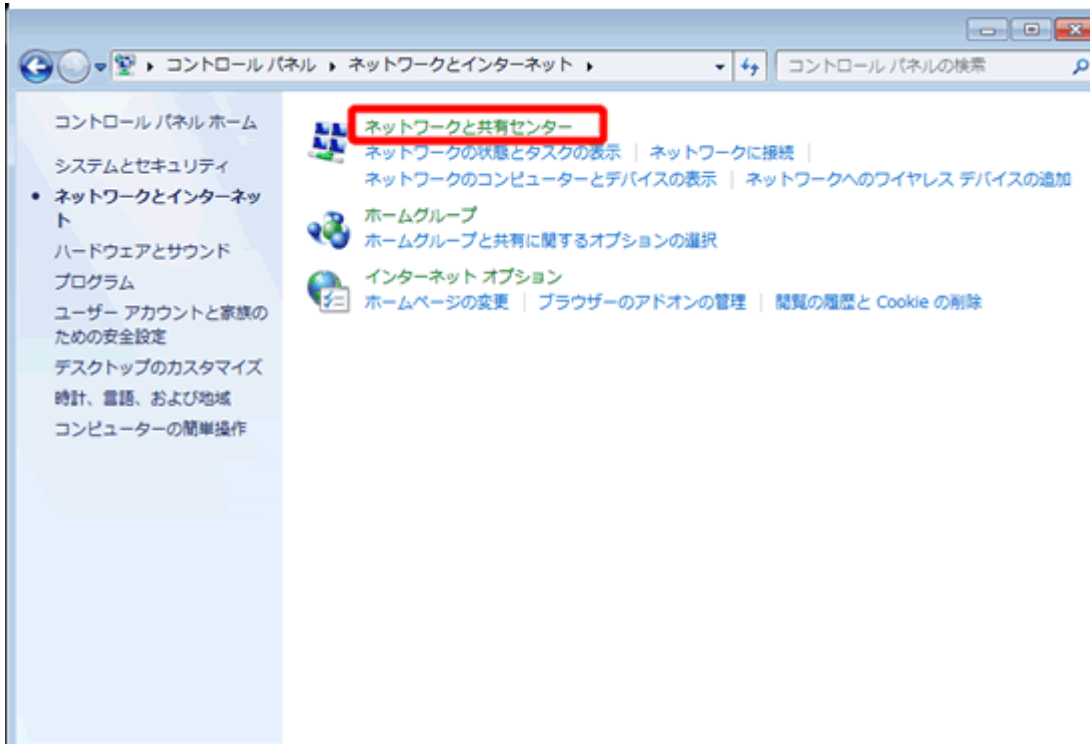 コントロール パネル ネットワークとインターネット コントロール パネルの検索
コントロール パネル ホーム
システムとセキュリティ
ネットワークとインターネッ
ト
ハードウェアとサウンド
プログラム
ユーザー アカウントと家族の
ための安全設定
デスクトップのカスタマイズ
時計、言語、および地域
コンピューターの簡単操作
ネットワークと共有センター
ネットワークの状態とタスクの表示 ネットワークに接続
ネットワークのコンピューターとデバイスの表示 ネットワークへのワイヤレス デバイスの追加
ホームグループ
ホームグループと共有に関するオプションの選択
インターネット オプション
ホームページの変更 ブラウザーのアドオンの管理 閲覧の履歴と Cookie の削除